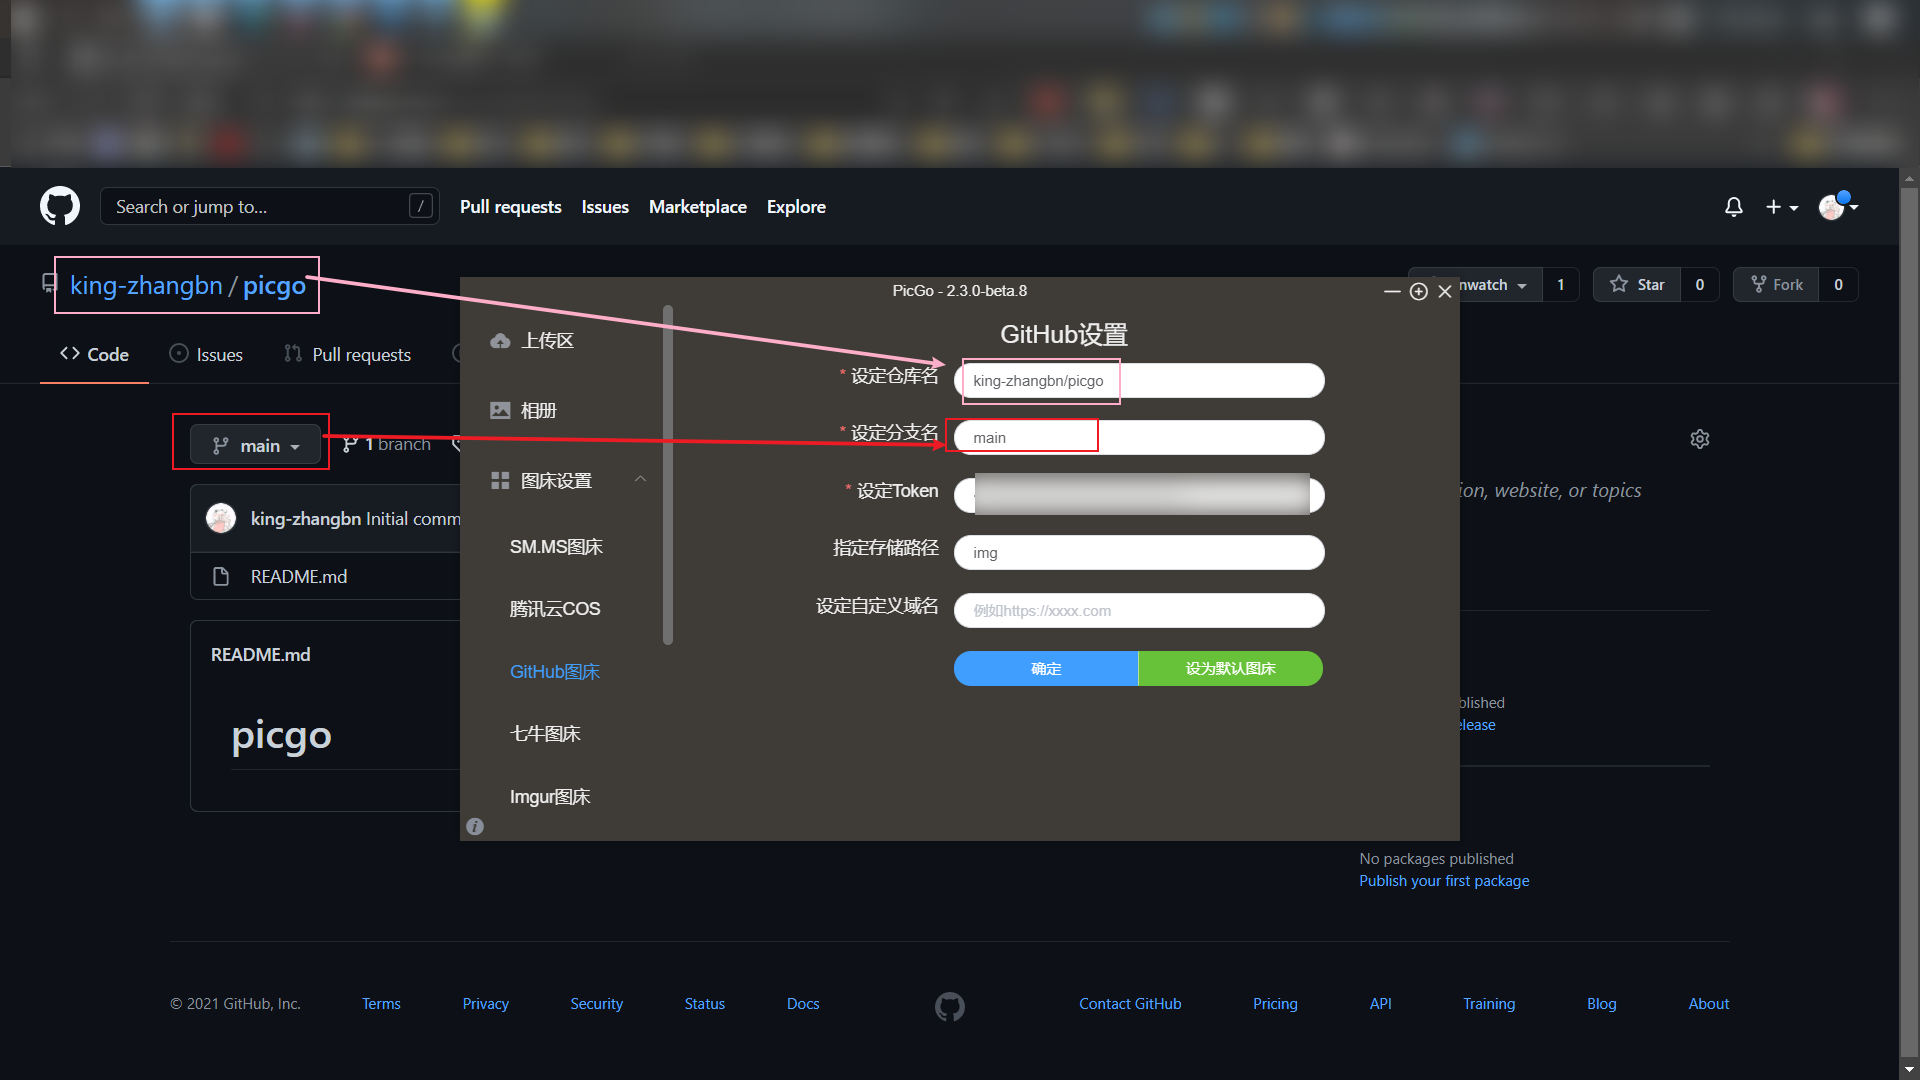 Search or jump to...
/
Pull requests
Issues
Marketplace
Explore
king-zhangbn / picgo
nwatch
1
Star
0
Fork
0
Code
Issues
Pull requests
main
1 branch
king-zhangbn Initial comm
README.md
README.md
picgo
PicGo - 2.3.0-beta.8
上传区
相册
图床设置
SM.MS图床
腾讯云COS
GitHub图床
七牛图床
Imgur图床
GitHub设置
* 设定仓库名
king-zhangbn/picgo
* 设定分支名
main
* 设定Token
指定存储路径
img
设定自定义域名
例如https://xxxx.com
确定
设为默认图床
ion, website, or topics
blished
elease
No packages published
Publish your first package
© 2021 GitHub, Inc.
Terms
Privacy
Security
Status
Docs
Contact GitHub
Pricing
API
Training
Blog
About